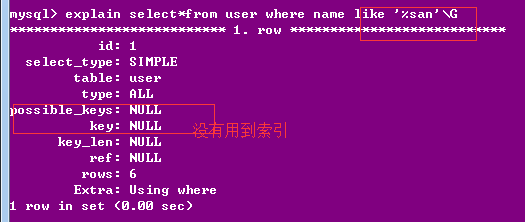 mysql> explain select*from user where name like '%san'\G
*************************** 1. row ***************************
id: 1
select_type: SIMPLE
table: user
type: ALL
possible_keys: NULL
key: NULL
没有用到索引
key_len: NULL
ref: NULL
rows: 6
Extra: Using where
1 row in set (0.00 sec)